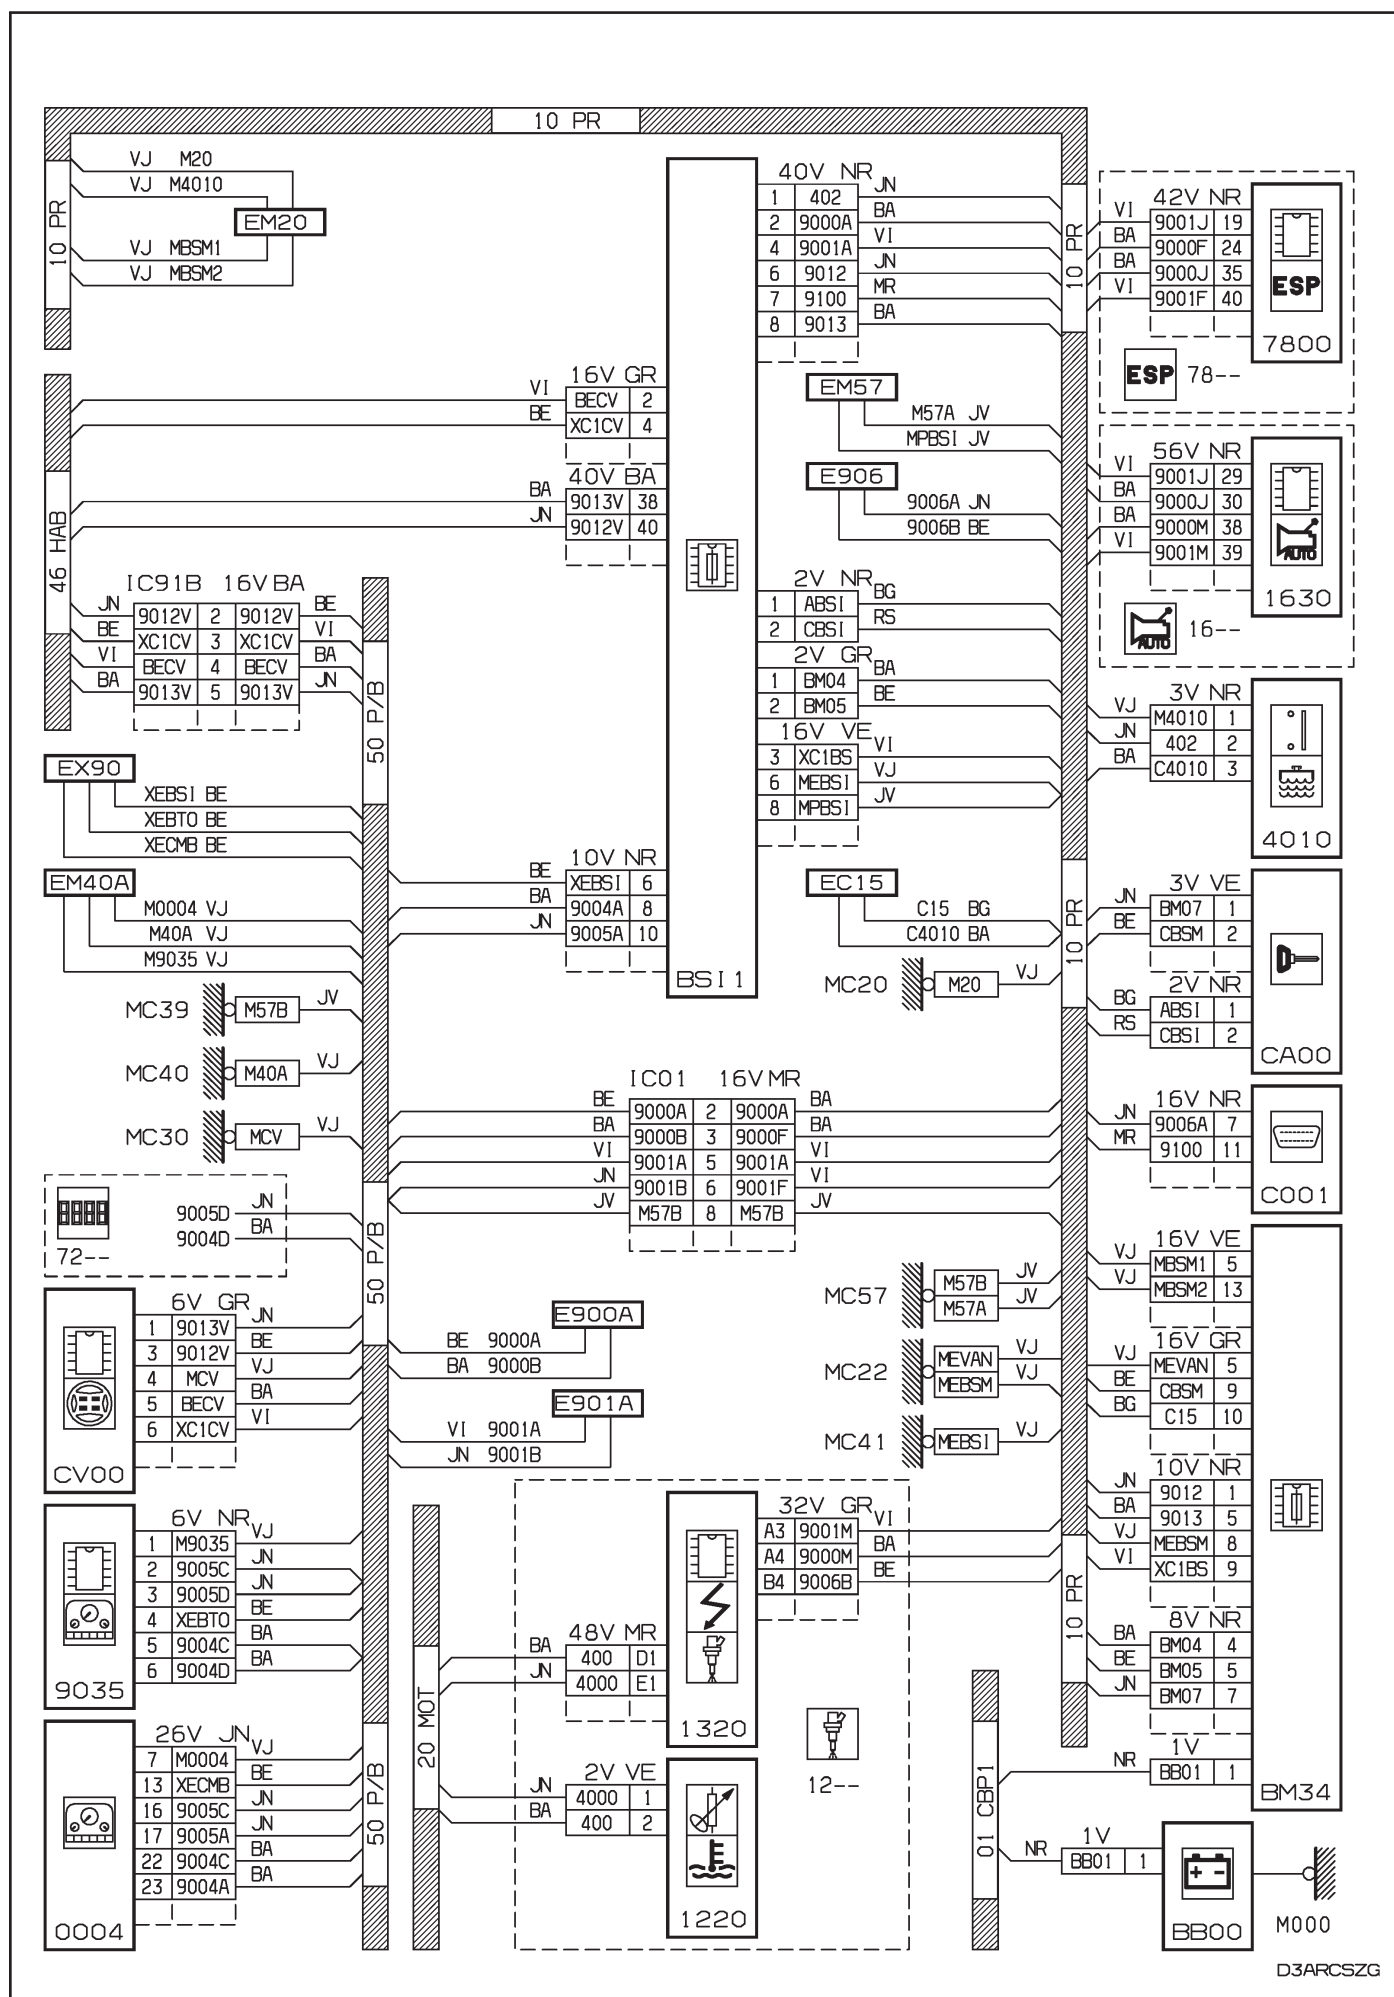 10 PR
VJ M20
VJ M4010
EM20
VJ MBSM1
VJ MBSM2
10 PR
40V NR
1 402 JN
2 9000A BA
4 9001A VI
6 9012 JN
7 9100 MR
8 9013 BA
10 PR
42V NR
VI 9001J 19
BA 9000F 24
BA 9000J 35
VI 9001F 40
ESP
7800
ESP 78--
16V GR
VI BECV 2
BE XC1CV 4
40V BA
BA 9013V 38
JN 9012V 40
EM57
M57A JV
MPBSI JV
E906
9006A JN
9006B BE
56V NR
VI 9001J 29
BA 9000J 30
BA 9000M 38
VI 9001M 39
AUTO
1630
AUTO 16--
46 HAB
IC91B 16V BA
JN 9012V 2 9012V BE
BE XC1CV 3 XC1CV VI
VI BECV 4 BECV BA
BA 9013V 5 9013V JN
50 P/B
2V NR
1 ABSI BG
2 CBSI RS
2V GR
1 BM04 BA
2 BM05 BE
16V VE
3 XC1BS VI
6 MEBSI VJ
8 MPBSI JV
3V NR
VJ M4010 1
JN 402 2
BA C4010 3
4010
EX90
XEBSI BE
XEBTO BE
XECMB BE
EM40A
M0004 VJ
M40A VJ
M9035 VJ
10V NR
BE XEBSI 6
BA 9004A 8
JN 9005A 10
BSI1
EC15
C15 BG
C4010 BA
MC20 M20 VJ
10 PR
3V VE
JN BM07 1
BE CBSM 2
2V NR
BG ABSI 1
RS CBSI 2
CA00
MC39 M57B JV
MC40 M40A VJ
MC30 MCV VJ
IC01 16V MR
BE 9000A 2 9000A BA
BA 9000B 3 9000F BA
VI 9001A 5 9001A VI
JN 9001B 6 9001F VI
JV M57B 8 M57B JV
16V NR
JN 9006A 7
MR 9100 11
C001
9005D JN
9004D BA
72--
50 P/B
MC57 M57B JV
M57A JV
MC22 MEVAN VJ
MEBSM VJ
MC41 MEBSI VJ
16V VE
VJ MBSM1 5
VJ MBSM2 13
16V GR
VJ MEVAN 5
BE CBSM 9
BG C15 10
10V NR
JN 9012 1
BA 9013 5
VJ MEBSM 8
VI XC1BS 9
8V NR
BA BM04 4
BE BM05 5
JN BM07 7
1V
NR BB01 1
BM34
6V GR
1 9013V JN
3 9012V BE
4 MCV VJ
5 BECV BA
6 XC1CV VI
CV00
E900A
BE 9000A
BA 9000B
E901A
VI 9001A
JN 9001B
6V NR
1 M9035 VJ
2 9005C JN
3 9005D JN
4 XEBTO BE
5 9004C BA
6 9004D BA
9035
32V GR
A3 9001M VI
A4 9000M BA
B4 9006B BE
48V MR
BA 400 D1
JN 4000 E1
1320
10 PR
20 MOT
12--
26V JN
7 M0004 VJ
13 XECMB BE
16 9005C JN
17 9005A JN
22 9004C BA
23 9004A BA
0004
50 P/B
2V VE
JN 4000 1
BA 400 2
1220
01 CBP1
1V
NR BB01 1
BB00
M000
D3ARCSZG